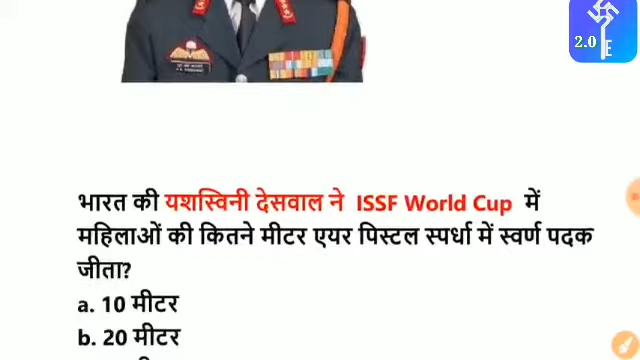 2.0
E
भारत की यशस्विनी देसवाल ने ISSF World Cup में
महिलाओं की कितने मीटर एयर पिस्टल स्पर्धा में स्वर्ण पदक
जीता?
a. 10 मीटर
b. 20 मीटर